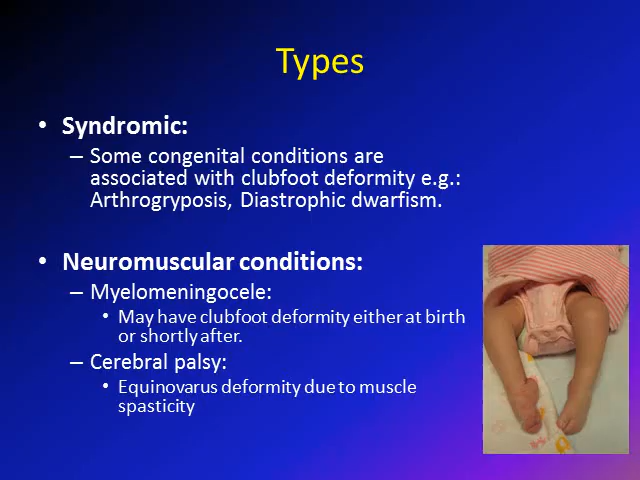 Types
• Syndromic:
– Some congenital conditions are
associated with clubfoot deformity e.g.:
Arthrogryposis, Diastrophic dwarfism.
• Neuromuscular conditions:
– Myelomeningocele:
• May have clubfoot deformity either at birth
or shortly after.
– Cerebral palsy:
• Equinovarus deformity due to muscle
spasticity